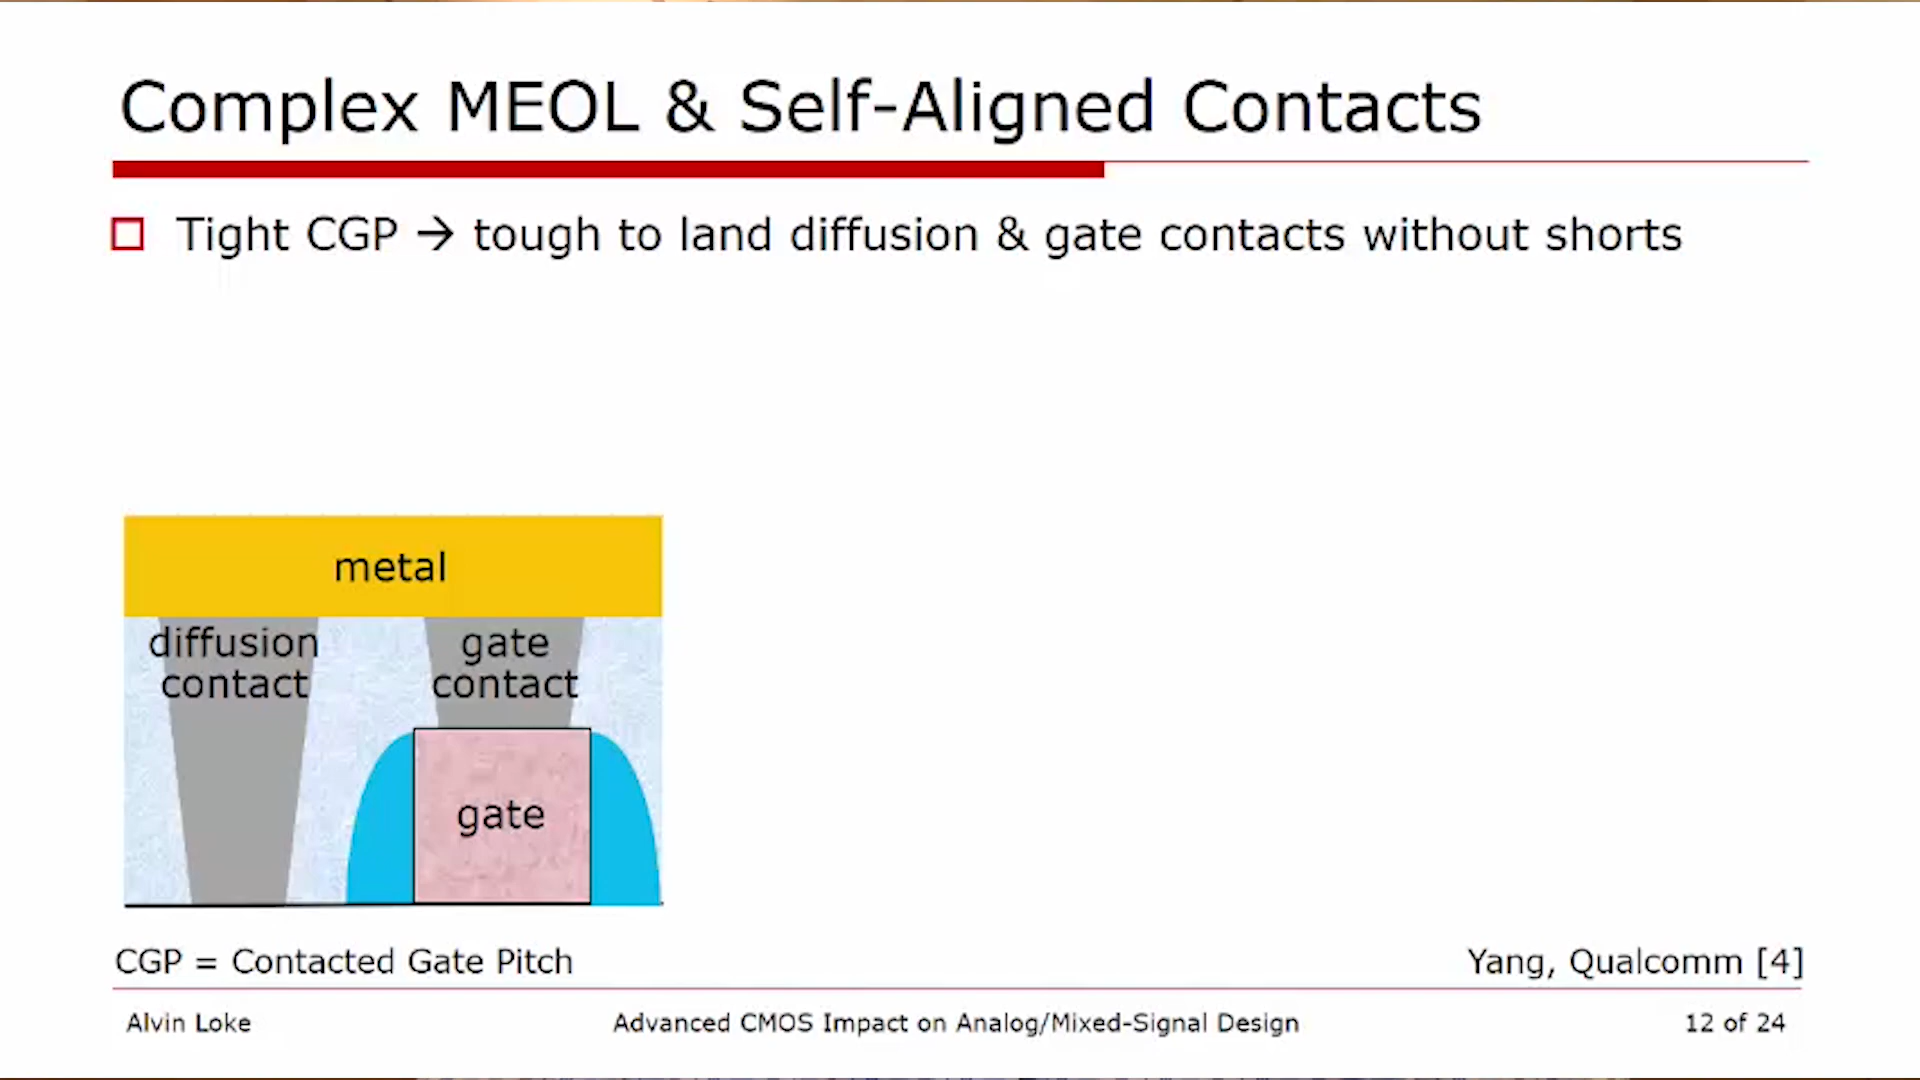 Complex MEOL & Self-Aligned Contacts
Tight CGP → tough to land diffusion & gate contacts without shorts
metal
diffusion
contact
gate
contact
gate
CGP = Contacted Gate Pitch
Yang, Qualcomm [4]
Alvin Loke
Advanced CMOS Impact on Analog/Mixed-Signal Design
12 of 24